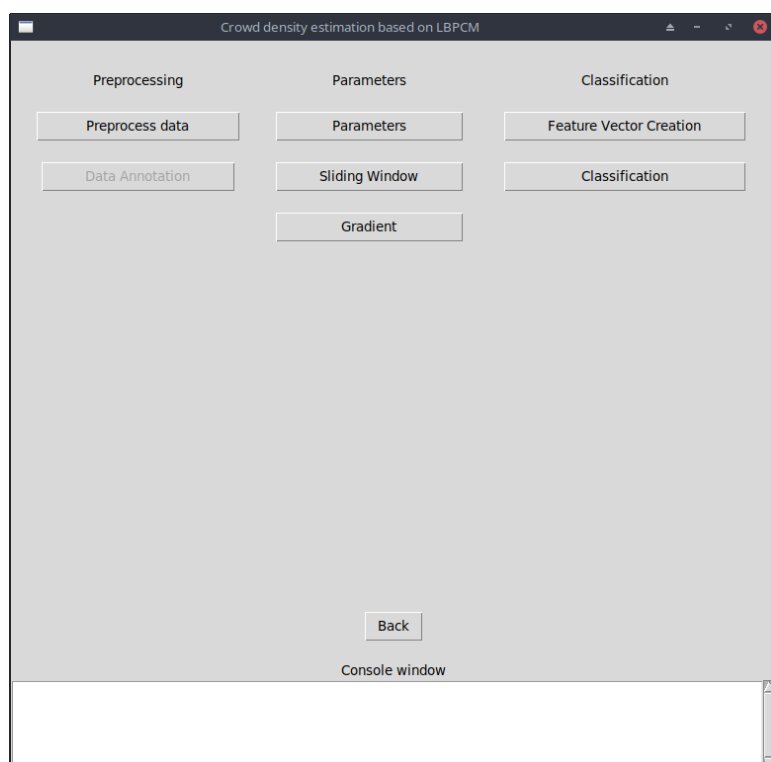 Crowd density estimation based on LBPCM
Preprocessing Parameters Classification
Preprocess data Parameters Feature Vector Creation
Data Annotation Sliding Window Classification
Gradient
Back
Console window